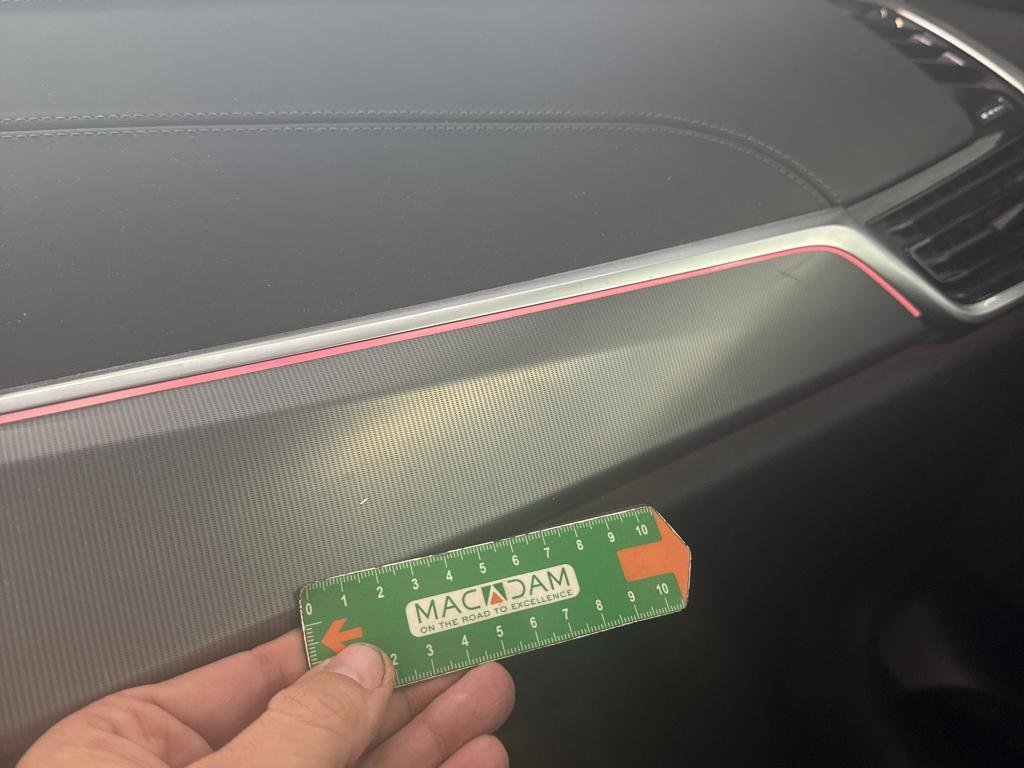 0 1 2 3 4 5 6 7 8 9 10
MACADAM
ON THE ROAD TO EXCELLENCE
2 3 4 5 6 7 8 9 10